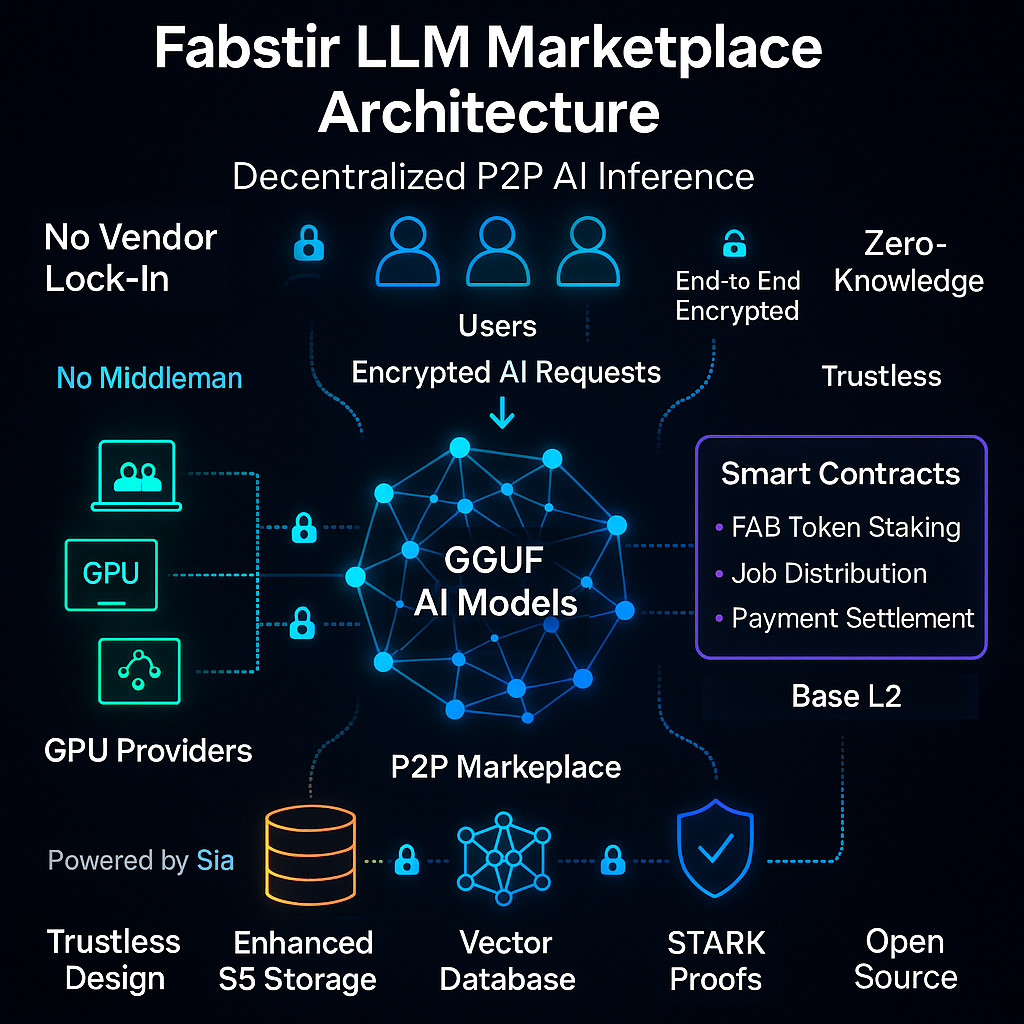 Fabstir LLM Marketplace
Architecture
Decentralized P2P AI Inference
No Vendor
Lock-In
End-to End
Encrypted
Zero-
Knowledge
Users
Encrypted AI Requests
No Middleman
Trustless
Smart Contracts
• FAB Token Staking
• Job Distribution
• Payment Settlement
GPU
GGUF
AI Models
Base L2
GPU Providers
P2P Markeplace
Powered by Sia
Trustless
Design
Enhanced
S5 Storage
Vector
Database
STARK
Proofs
Open
Source